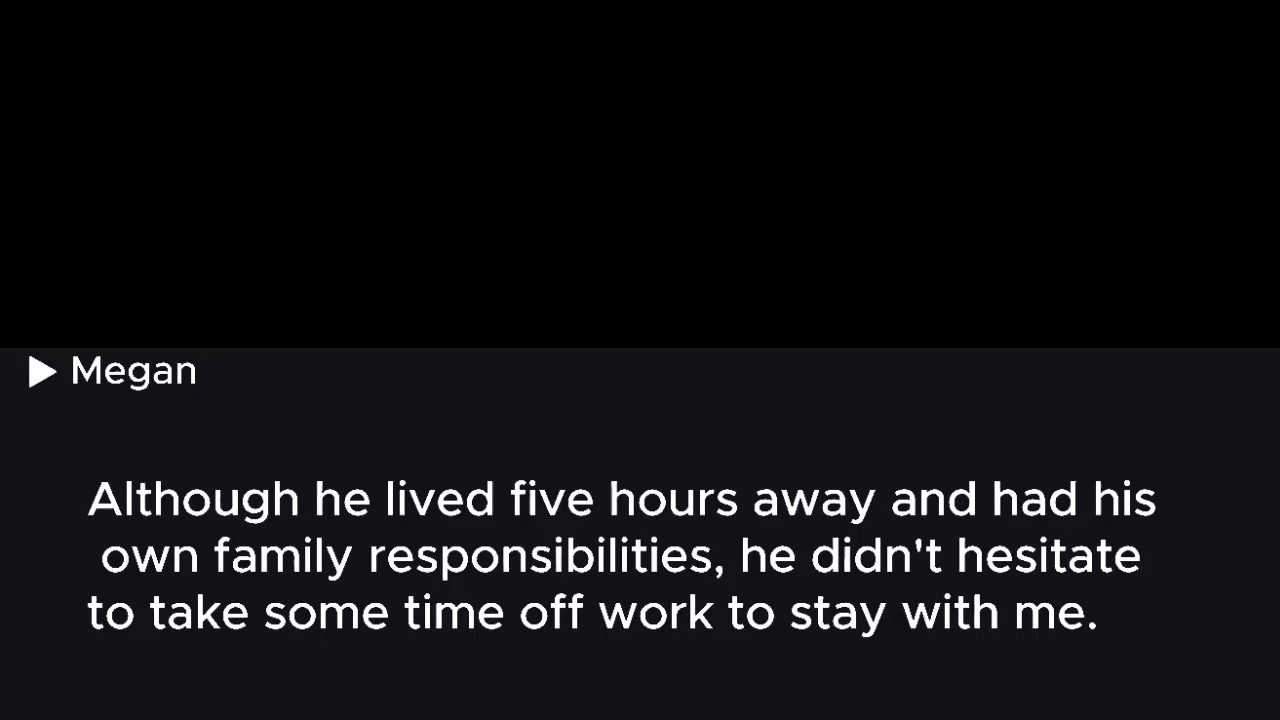 Megan
Although he lived five hours away and had his
own family responsibilities, he didn't hesitate
to take some time off work to stay with me.